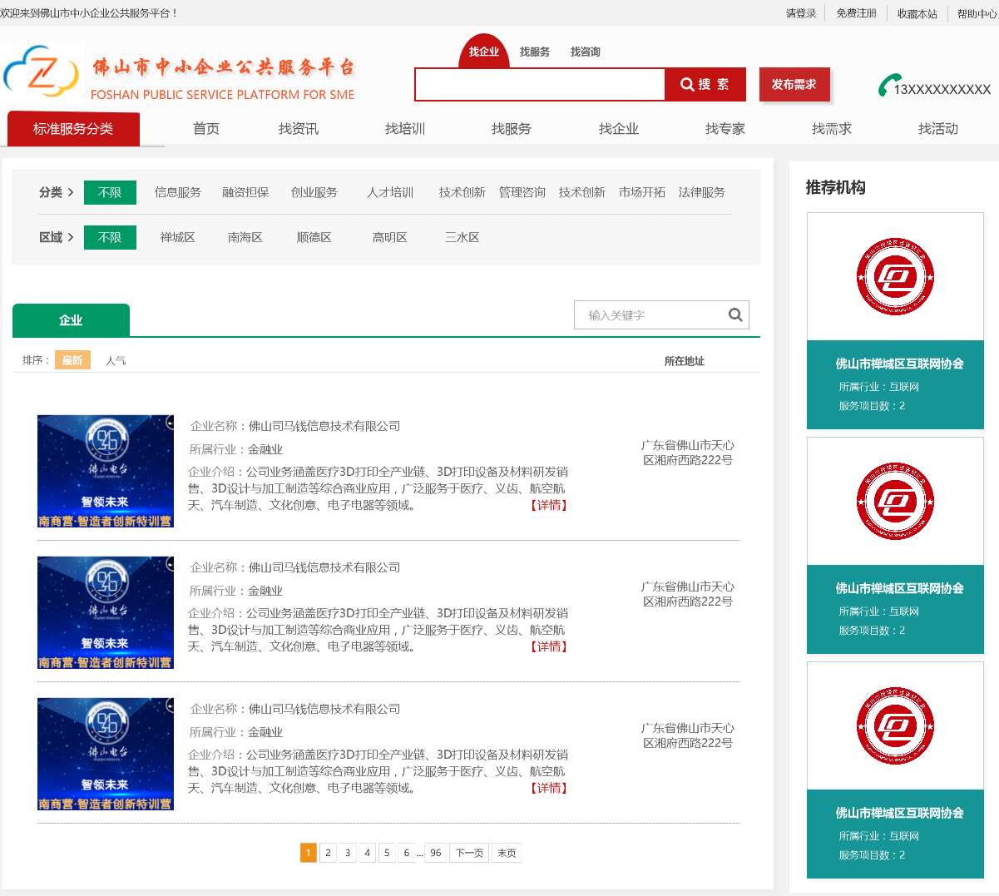 欢迎来到佛山市中小企业公共服务平台！
请登录 免费注册 收藏本站 帮助中心
找企业 找服务 找咨询
佛山市中小企业公共服务平台
FOSHAN PUBLIC SERVICE PLATFORM FOR SME
搜 索 发布需求
13XXXXXXXXXX
标准服务分类 首页 找资讯 找培训 找服务 找企业 找专家 找需求 找活动
分类 不限 信息服务 融资担保 创业服务 人才培训 技术创新 管理咨询 技术创新 市场开拓 法律服务
区域 不限 禅城区 南海区 顺德区 高明区 三水区
企业
输入关键字
排序： 最新 人气 所在地址
佛山电台
智领未来
南商营·智造者创新特训营
企业名称：佛山司马钱信息技术有限公司
所属行业：金融业
企业介绍：公司业务涵盖医疗3D打印全产业链、3D打印设备及材料研发销
售、3D设计与加工制造等综合商业应用，广泛服务于医疗、义齿、航空航
天、汽车制造、文化创意、电子电器等领域。 【详情】
广东省佛山市天心
区湘府西路222号
佛山电台
智领未来
南商营·智造者创新特训营
企业名称：佛山司马钱信息技术有限公司
所属行业：金融业
企业介绍：公司业务涵盖医疗3D打印全产业链、3D打印设备及材料研发销
售、3D设计与加工制造等综合商业应用，广泛服务于医疗、义齿、航空航
天、汽车制造、文化创意、电子电器等领域。 【详情】
广东省佛山市天心
区湘府西路222号
佛山电台
智领未来
南商营·智造者创新特训营
企业名称：佛山司马钱信息技术有限公司
所属行业：金融业
企业介绍：公司业务涵盖医疗3D打印全产业链、3D打印设备及材料研发销
售、3D设计与加工制造等综合商业应用，广泛服务于医疗、义齿、航空航
天、汽车制造、文化创意、电子电器等领域。 【详情】
广东省佛山市天心
区湘府西路222号
1 2 3 4 5 6 ... 96 下一页 末页
推荐机构
佛山市禅城区互联网协会
所属行业：互联网
服务项目数：2
佛山市禅城区互联网协会
所属行业：互联网
服务项目数：2
佛山市禅城区互联网协会
所属行业：互联网
服务项目数：2